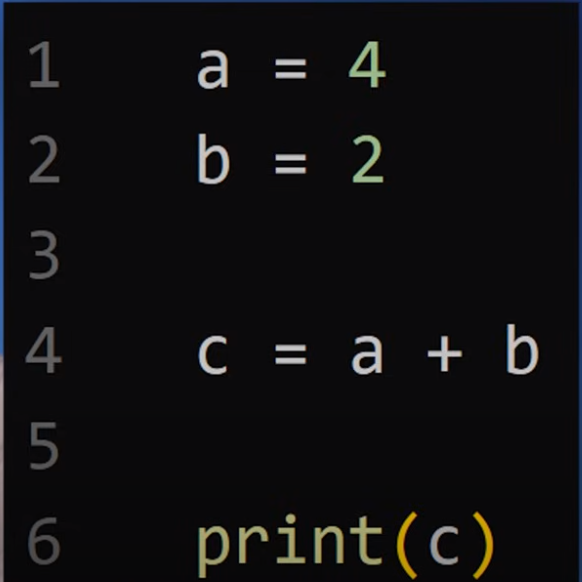 1 a = 4
2 b = 2
3
4 c = a + b
5
6 print(c)